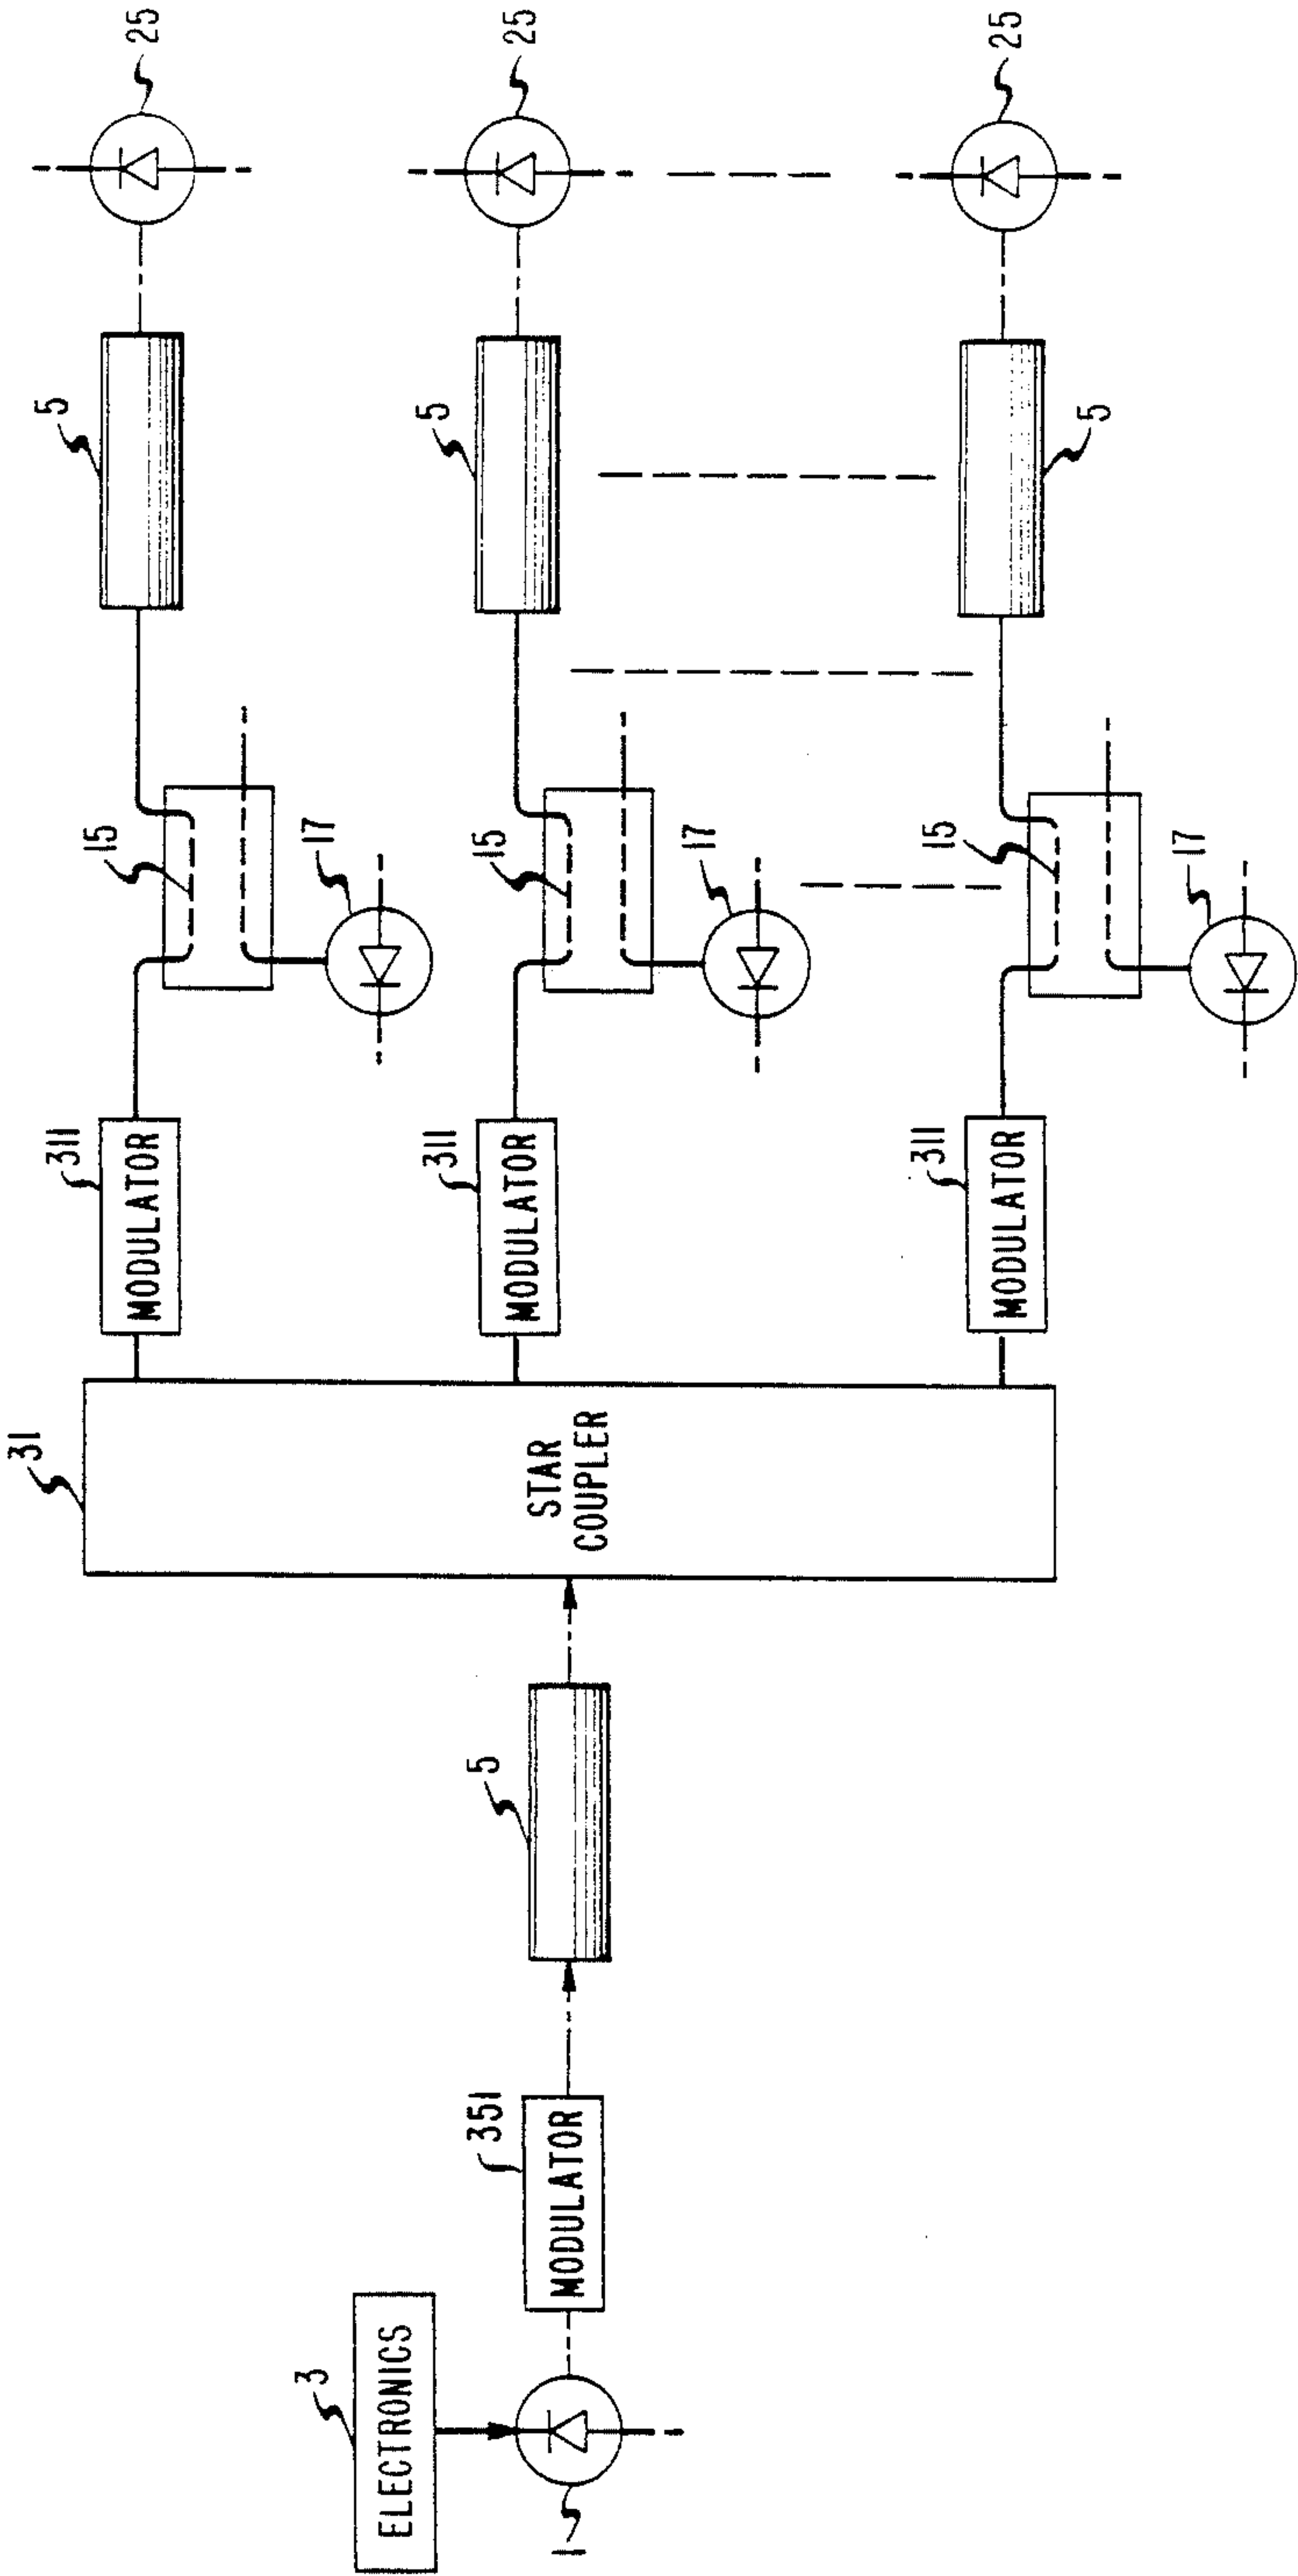 3
ELECTRONICS
1
351
MODULATOR
5
31
STAR
COUPLER
311
MODULATOR
15
17
5
25
311
MODULATOR
15
17
5
25
311
MODULATOR
15
17
5
25